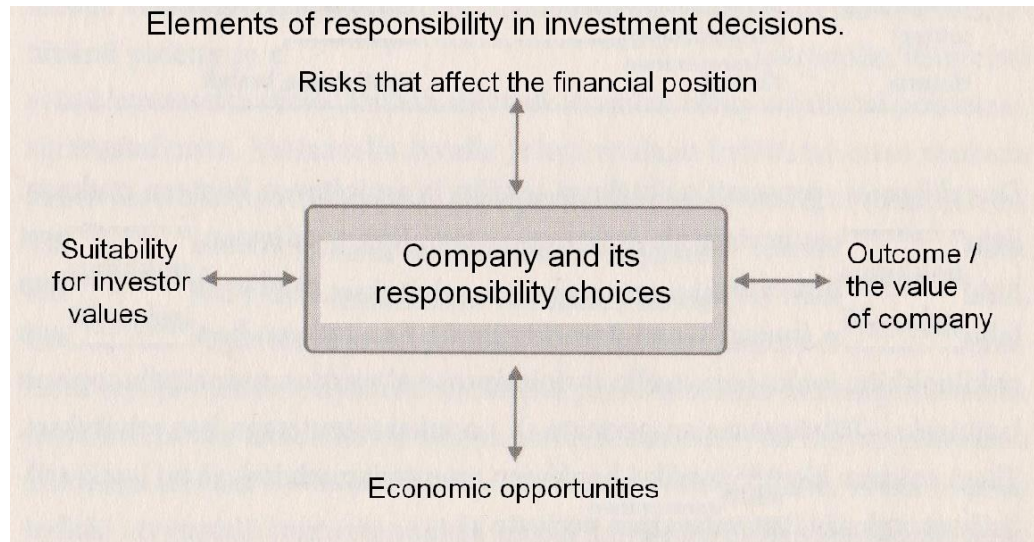 Elements of responsibility in investment decisions.
Risks that affect the financial position
Suitability
for investor
values
Company and its
responsibility choices
Outcome /
the value
of company
Economic opportunities